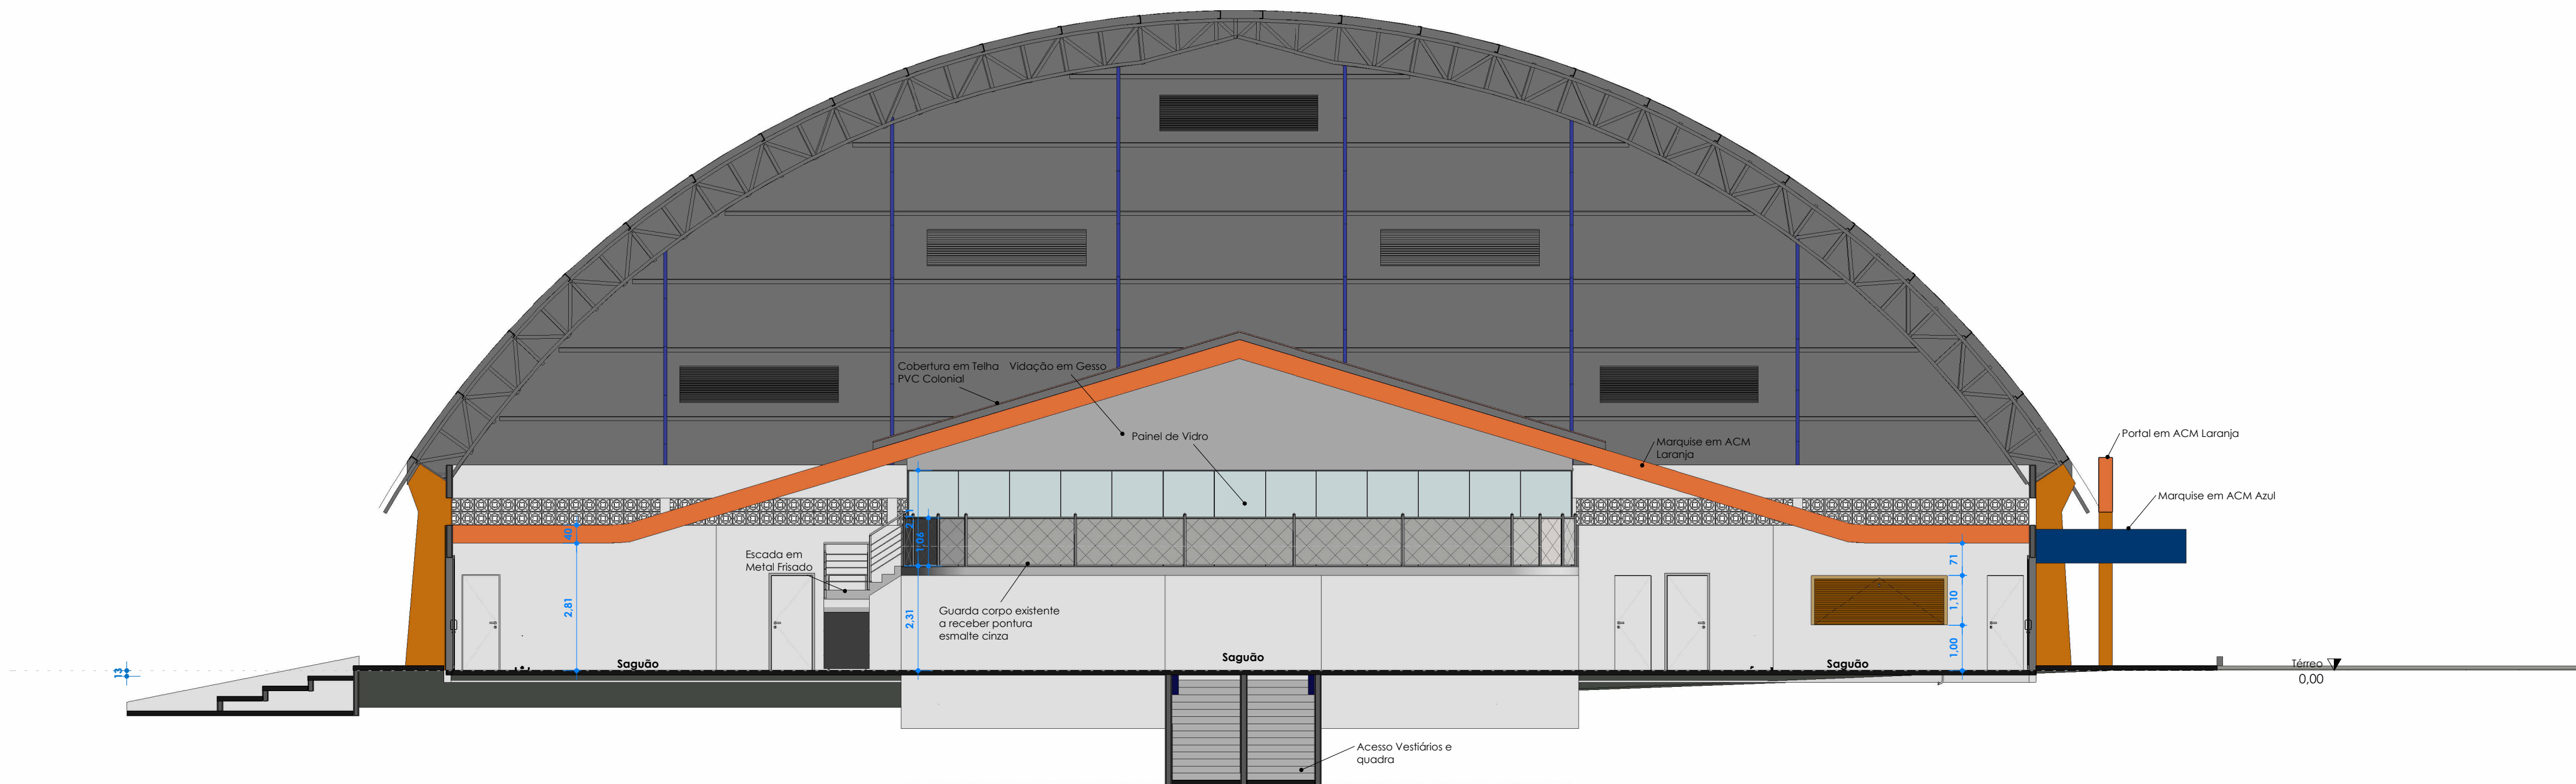 Cobertura em Telha
PVC Colonial
Vidação em Gesso
Painel de Vidro
Marquise em ACM
Laranja
Portal em ACM Laranja
Marquise em ACM Azul
Escada em
Metal Frisado
Guarda corpo existente
a receber pontura
esmalte cinza
40
2,81
1,06
2,31
71
1,10
1,00
13
Saguão
Saguão
Saguão
Térreo
0,00
Acesso Vestiários e
quadra